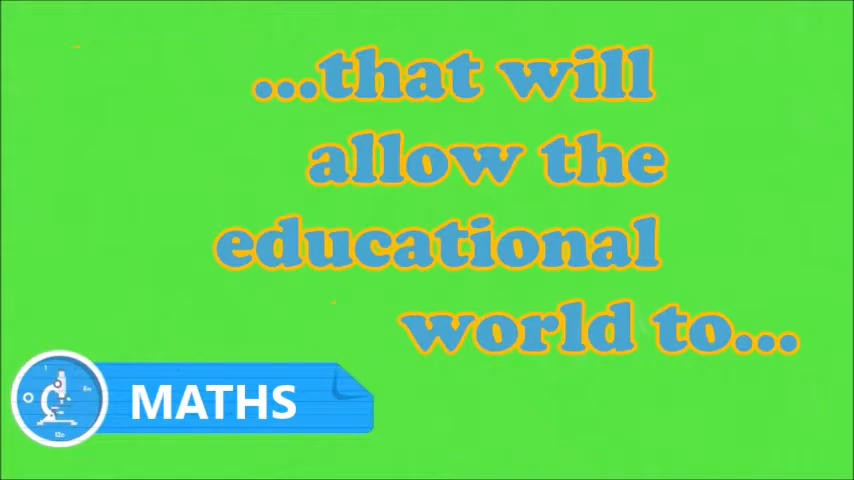 ...that will
allow the
educational
world to...
MATHS